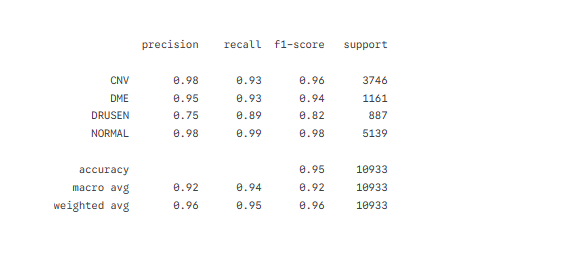 precision recall f1-score support
CNV 0.98 0.93 0.96 3746
DME 0.95 0.93 0.94 1161
DRUSEN 0.75 0.89 0.82 887
NORMAL 0.98 0.99 0.98 5139
accuracy 0.95 10933
macro avg 0.92 0.94 0.92 10933
weighted avg 0.96 0.95 0.96 10933